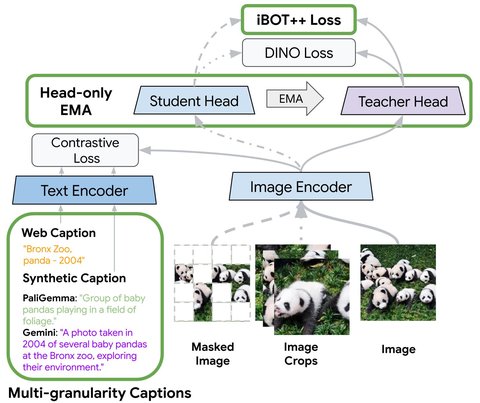 iBOT++ Loss
DINO Loss
Head-only
EMA
Student Head
EMA
Teacher Head
Contrastive
Loss
Text Encoder
Image Encoder
Web Caption
"Bronx Zoo,
panda - 2004"
Synthetic Caption
PaliGemma: "Group of baby
pandas playing in a field of
foliage."
Gemini: "A photo taken in
2004 of several baby pandas
at the Bronx zoo, exploring
their environment."
Masked
Image
Image
Crops
Image
Multi-granularity Captions